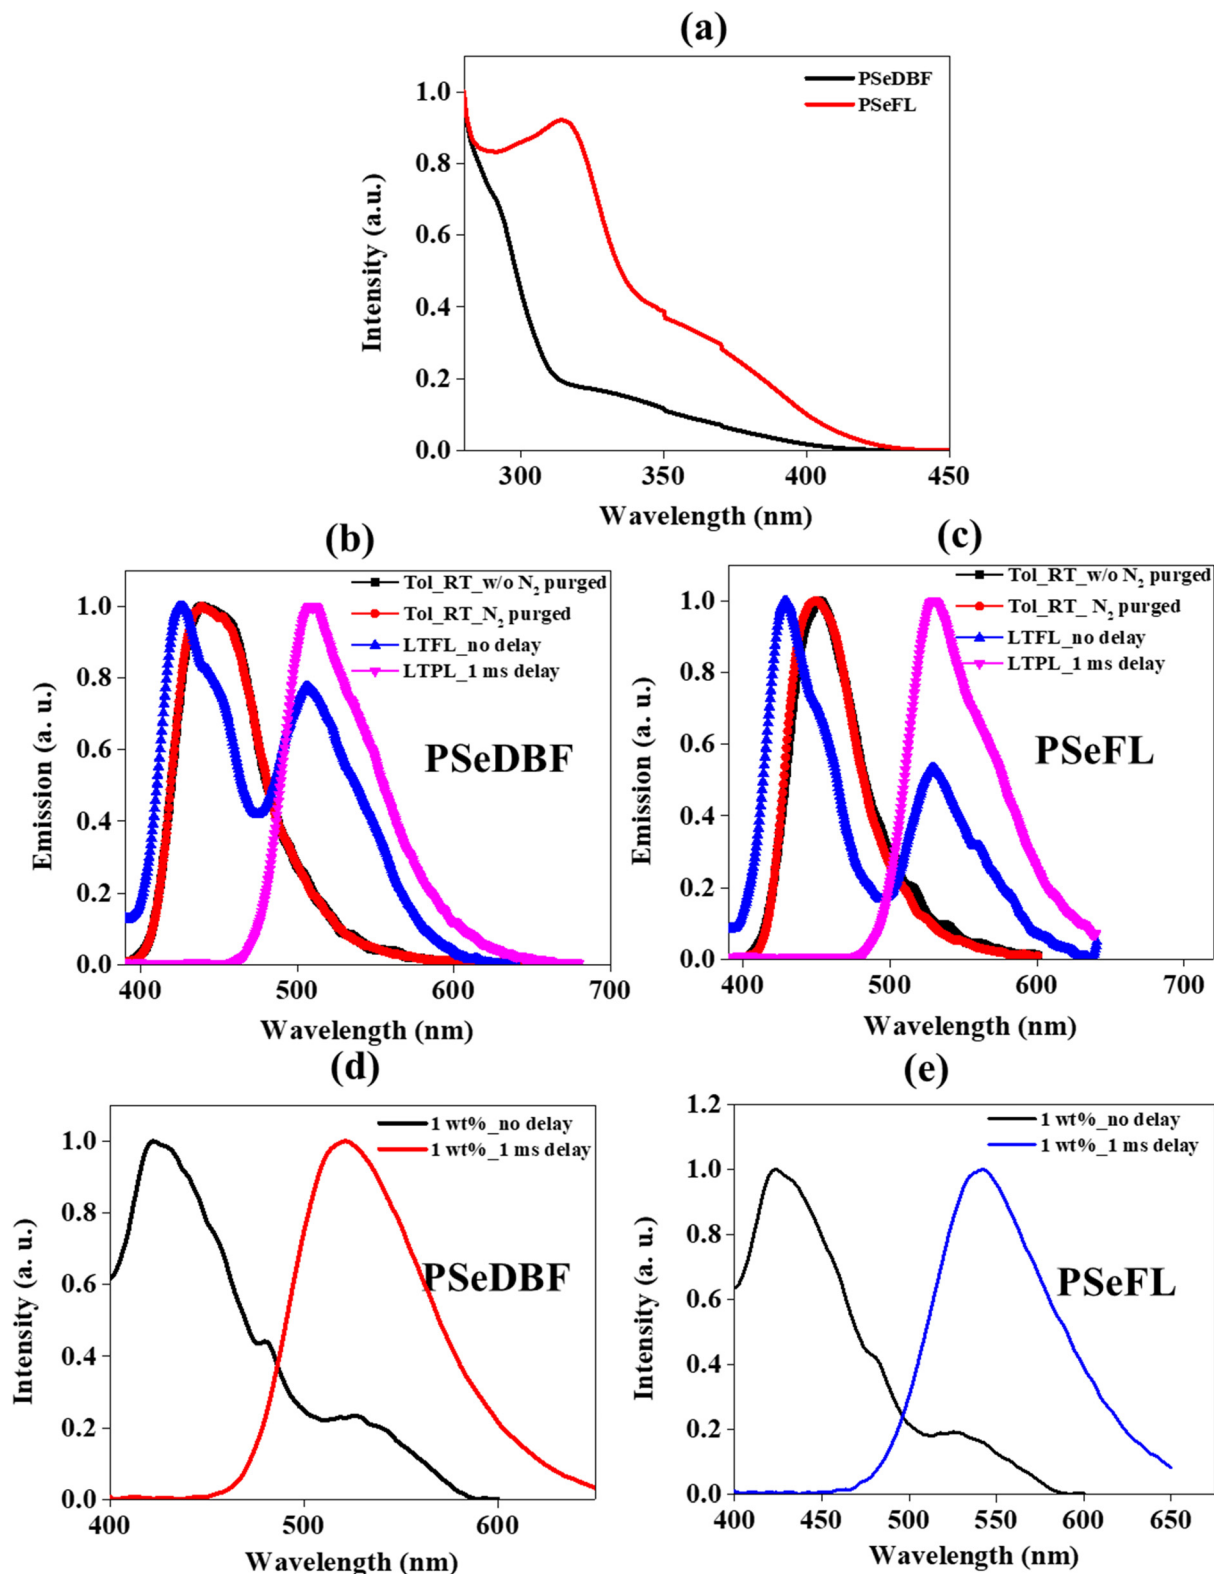 (a)
PSeDBF
PSeFL
1.0
0.8
0.6
0.4
0.2
0.0
Intensity (a.u.)
300 350 400 450
Wavelength (nm)
(b)
Tol_RT_w/o N₂ purged
Tol_RT_N₂ purged
LTFL_no delay
LTPL_1 ms delay
PSeDBF
1.0
0.8
0.6
0.4
0.2
0.0
Emission (a. u.)
400 500 600 700
Wavelength (nm)
(c)
Tol_RT_w/o N₂ purged
Tol_RT_ N₂ purged
LTFL_no delay
LTPL_1 ms delay
PSeFL
1.0
0.8
0.6
0.4
0.2
0.0
Emission (a. u.)
400 500 600 700
Wavelength (nm)
(d)
1 wt%_no delay
1 wt%_1 ms delay
PSeDBF
1.0
0.8
0.6
0.4
0.2
0.0
Intensity (a. u.)
400 500 600
Wavelength (nm)
(e)
1 wt%_no delay
1 wt%_1 ms delay
PSeFL
1.2
1.0
0.8
0.6
0.4
0.2
0.0
Intensity (a. u.)
400 450 500 550 600 650
Wavelength (nm)